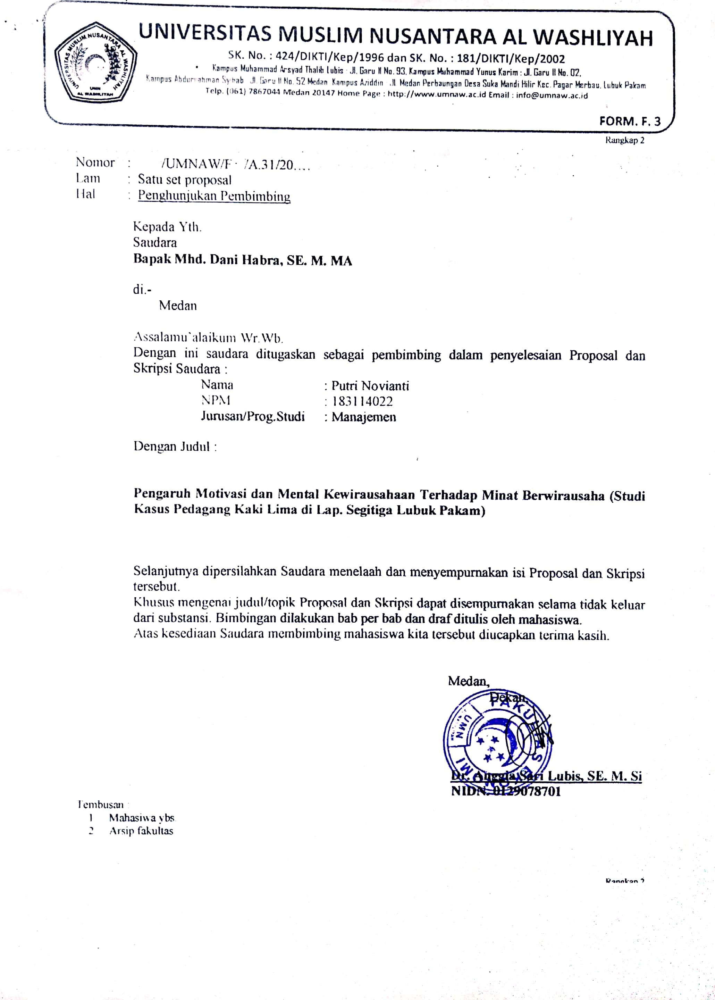 UNIVERSITAS MUSLIM NUSANTARA AL WASHLIYAH
SK. No. : 424/DIKTI/Kep/1996 dan SK. No. : 181/DIKTI/Kep/2002
Kampus Muhammad Arsyad Thalib Lubis : Jl. Garu II No. 93, Kampus Muhammad Yunus Karim : Jl. Garu II No. 02,
Kampus Abdurrahman Syihab Jl. Garu II No. 52 Medan Kampus Aziddin Jl. Medan Perbaungan Desa Suka Mandi Hilir Kec. Pagar Merbau, Lubuk Pakam
Telp. (061) 7867044 Medan 20147 Home Page : http://www.umnaw.ac.id Email : info@umnaw.ac.id
UNIVERSITAS MUSLIM NUSANTARA AL WASHLIYAH
UMN
AL WASHLIYAH
FORM. F. 3
Rangkap 2
Nomor : /UMNAW/F /A.31/20....
Lam : Satu set proposal
Hal : Penghunjukan Pembimbing
Kepada Yth.
Saudara
Bapak Mhd. Dani Habra, SE. M. MA
di.-
Medan
Assalamu`alaikum Wr.Wb.
Dengan ini saudara ditugaskan sebagai pembimbing dalam penyelesaian Proposal dan
Skripsi Saudara :
Nama : Putri Novianti
NPM : 183114022
Jurusan/Prog.Studi : Manajemen
Dengan Judul :
Pengaruh Motivasi dan Mental Kewirausahaan Terhadap Minat Berwirausaha (Studi
Kasus Pedagang Kaki Lima di Lap. Segitiga Lubuk Pakam)
Selanjutnya dipersilahkan Saudara menelaah dan menyempurnakan isi Proposal dan Skripsi
tersebut.
Khusus mengenai judul/topik Proposal dan Skripsi dapat disempurnakan selama tidak keluar
dari substansi. Bimbingan dilakukan bab per bab dan draf ditulis oleh mahasiswa.
Atas kesediaan Saudara membimbing mahasiswa kita tersebut diucapkan terima kasih.
Medan,
Dekan,
FAKULTAS EKONOMI
UMN
Dr. Anggia Sari Lubis, SE. M. Si
NIDN. 0129078701
Tembusan :
1 Mahasiwa ybs
2 Arsip fakultas
Rangkap 2